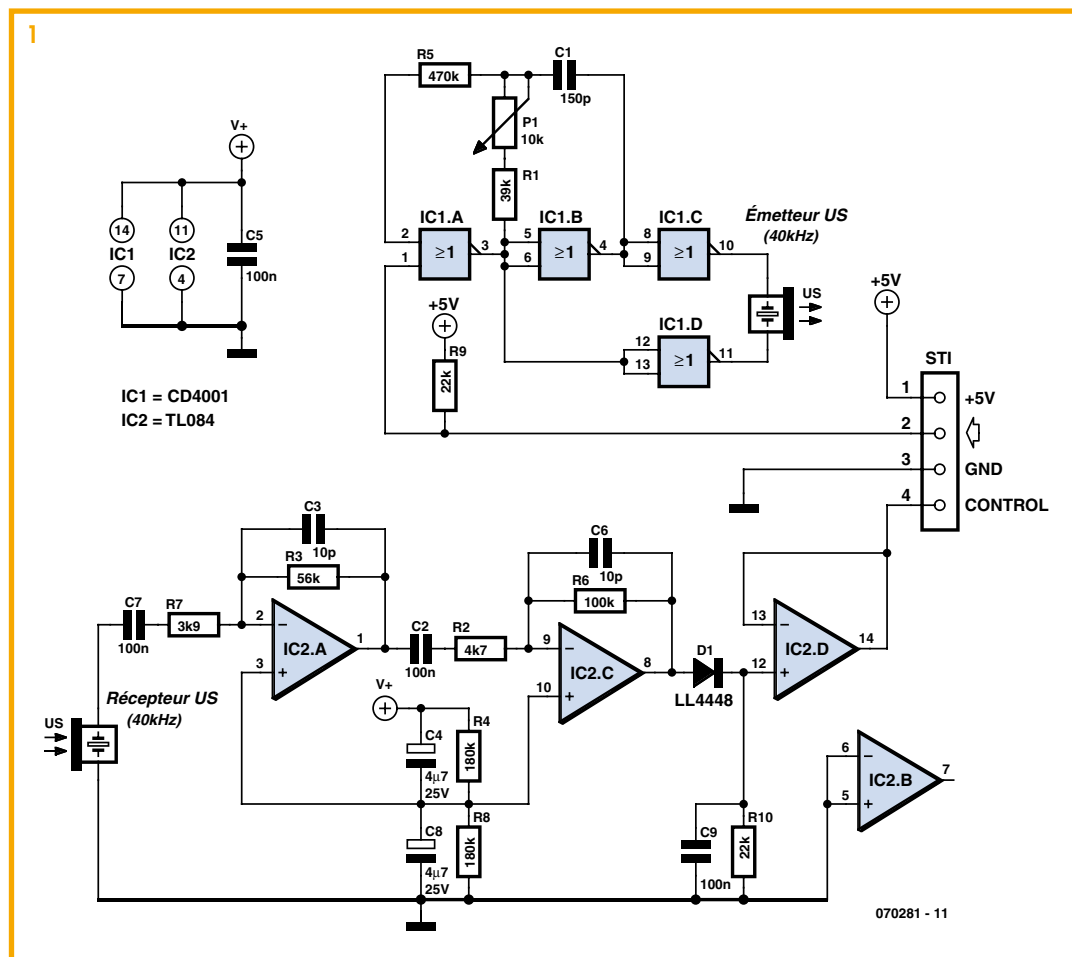 1
R5
470k
C1
150p
P1
10k
R1
39k
V+
14
11
IC1
IC2
7
4
C5
100n
IC1 = CD4001
IC2 = TL084
IC1.A
2
1
≥1
3
IC1.B
5
6
≥1
4
IC1.C
8
9
≥1
10
IC1.D
12
13
≥1
11
Émetteur US
(40kHz)
US
+5V
R9
22k
+5V
STI
1
+5V
2
3
GND
4
CONTROL
C3
10p
R3
56k
C7
100n
R7
3k9
2
3
IC2.A
1
C2
100n
R2
4k7
C6
10p
R6
100k
9
10
IC2.C
8
D1
LL4448
13
12
IC2.D
14
Récepteur US
(40kHz)
US
V+
C4
4µ7
25V
R4
180k
C8
4µ7
25V
R8
180k
C9
100n
R10
22k
6
5
IC2.B
7
070281 - 11